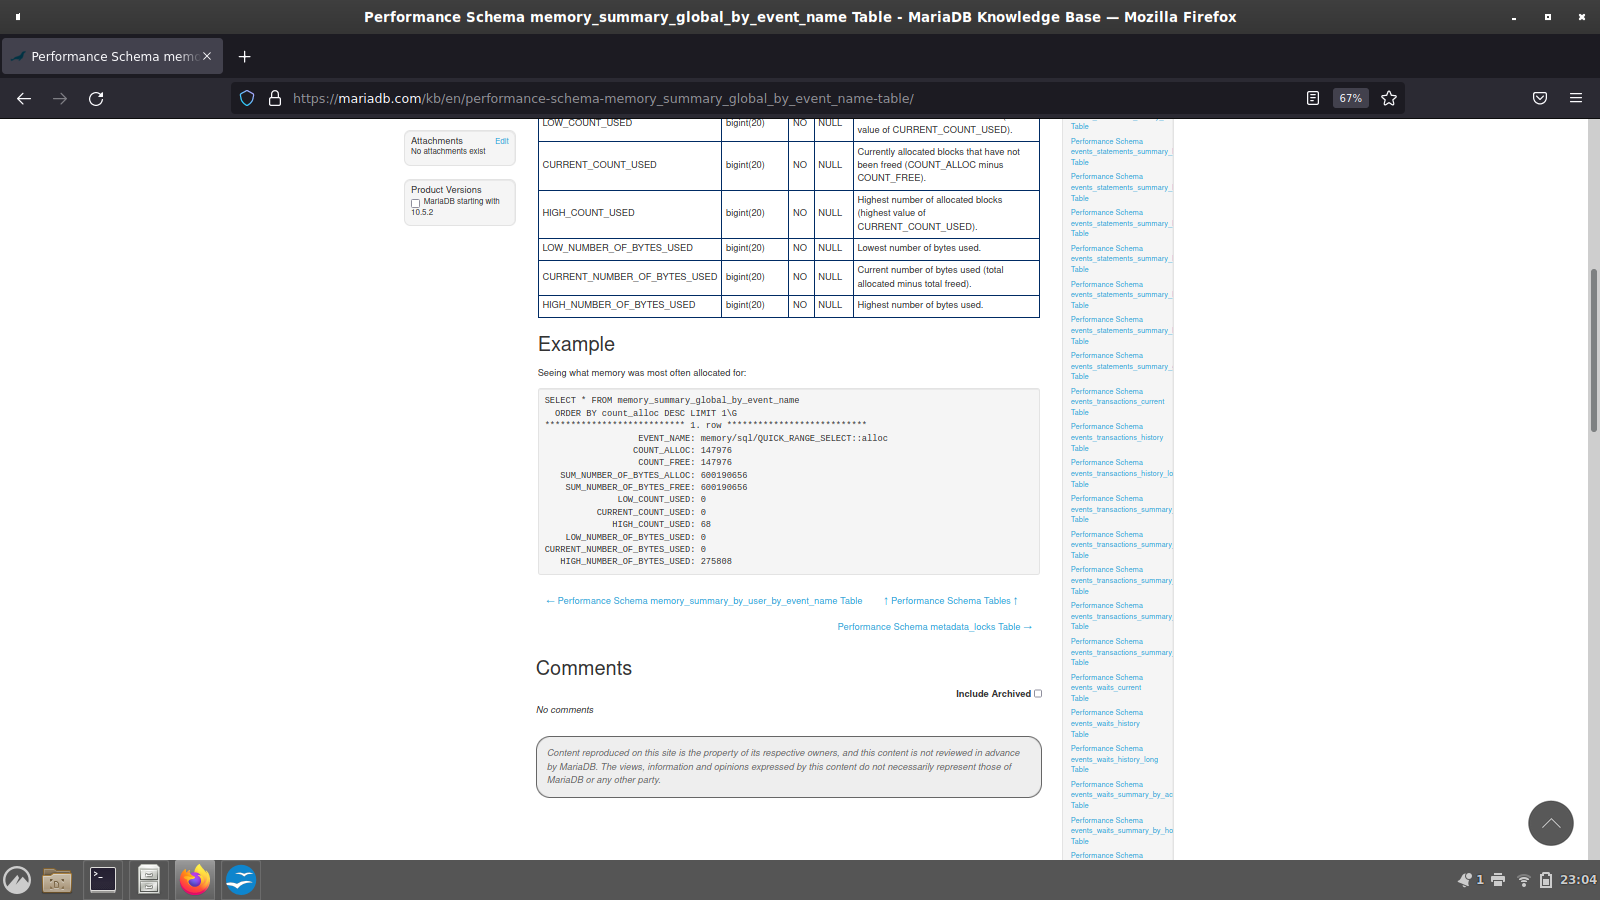 Performance Schema memory_summary_global_by_event_name Table - MariaDB Knowledge Base — Mozilla Firefox
Performance Schema mem
https://mariadb.com/kb/en/performance-schema-memory_summary_global_by_event_name-table/
67%
Attachments
Edit
No attachments exist
Product Versions
MariaDB starting with
10.5.2
LOW_COUNT_USED bigint(20) NO NULL value of CURRENT_COUNT_USED).
CURRENT_COUNT_USED bigint(20) NO NULL Currently allocated blocks that have not
been freed (COUNT_ALLOC minus
COUNT_FREE).
HIGH_COUNT_USED bigint(20) NO NULL Highest number of allocated blocks
(highest value of
CURRENT_COUNT_USED).
LOW_NUMBER_OF_BYTES_USED bigint(20) NO NULL Lowest number of bytes used.
CURRENT_NUMBER_OF_BYTES_USED bigint(20) NO NULL Current number of bytes used (total
allocated minus total freed).
HIGH_NUMBER_OF_BYTES_USED bigint(20) NO NULL Highest number of bytes used.
Example
Seeing what memory was most often allocated for:
SELECT * FROM memory_summary_global_by_event_name
ORDER BY count_alloc DESC LIMIT 1\G
*************************** 1. row ***************************
EVENT_NAME: memory/sql/QUICK_RANGE_SELECT::alloc
COUNT_ALLOC: 147976
COUNT_FREE: 147976
SUM_NUMBER_OF_BYTES_ALLOC: 600190656
SUM_NUMBER_OF_BYTES_FREE: 600190656
LOW_COUNT_USED: 0
CURRENT_COUNT_USED: 0
HIGH_COUNT_USED: 68
LOW_NUMBER_OF_BYTES_USED: 0
CURRENT_NUMBER_OF_BYTES_USED: 0
HIGH_NUMBER_OF_BYTES_USED: 275808
← Performance Schema memory_summary_by_user_by_event_name Table
↑ Performance Schema Tables ↑
Performance Schema metadata_locks Table →
Comments
Include Archived
No comments
Content reproduced on this site is the property of its respective owners, and this content is not reviewed in advance
by MariaDB. The views, information and opinions expressed by this content do not necessarily represent those of
MariaDB or any other party.
Table
Performance Schema
events_statements_summary_
Table
Performance Schema
events_statements_summary_
Table
Performance Schema
events_statements_summary_
Table
Performance Schema
events_statements_summary_
Table
Performance Schema
events_statements_summary_
Table
Performance Schema
events_statements_summary_
Table
Performance Schema
events_statements_summary_
Table
Performance Schema
events_transactions_current
Table
Performance Schema
events_transactions_history
Table
Performance Schema
events_transactions_history_lo
Table
Performance Schema
events_transactions_summary
Table
Performance Schema
events_transactions_summary_
Table
Performance Schema
events_transactions_summary_
Table
Performance Schema
events_transactions_summary_
Table
Performance Schema
events_transactions_summary_
Table
Performance Schema
events_waits_current
Table
Performance Schema
events_waits_history
Table
Performance Schema
events_waits_history_long
Table
Performance Schema
events_waits_summary_by_ac
Table
Performance Schema
events_waits_summary_by_ho
Table
Performance Schema
1
23:04